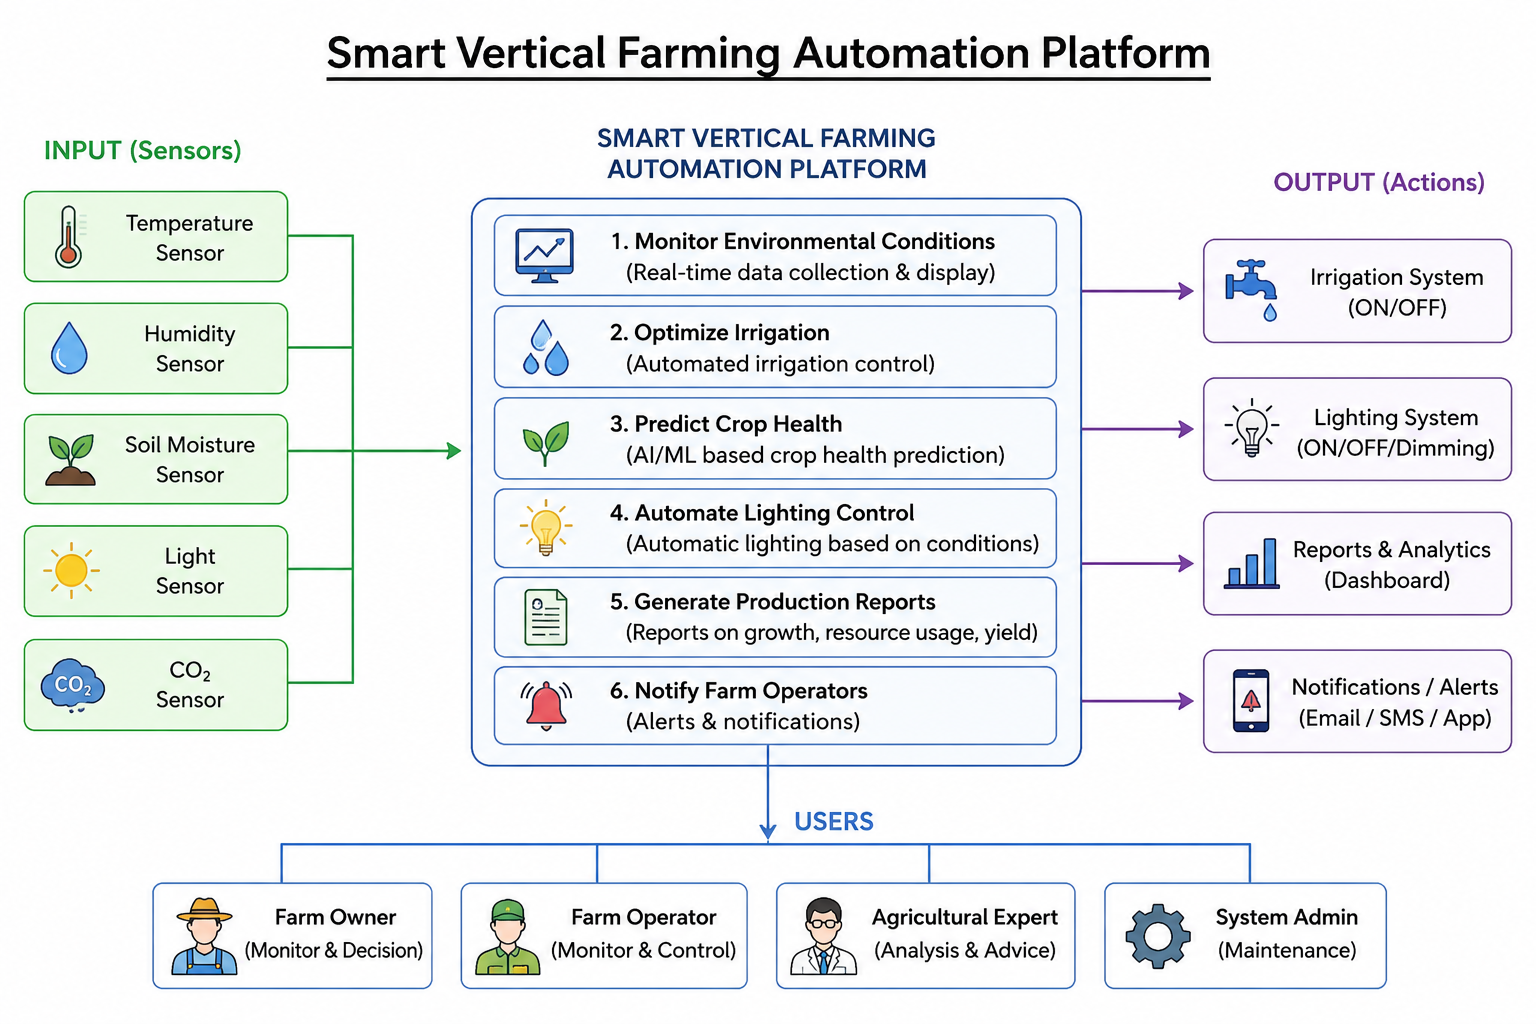 Smart Vertical Farming Automation Platform
INPUT (Sensors)
Temperature
Sensor
Humidity
Sensor
Soil Moisture
Sensor
Light
Sensor
CO₂
CO₂
Sensor
SMART VERTICAL FARMING
AUTOMATION PLATFORM
1. Monitor Environmental Conditions
(Real-time data collection & display)
2. Optimize Irrigation
(Automated irrigation control)
3. Predict Crop Health
(AI/ML based crop health prediction)
4. Automate Lighting Control
(Automatic lighting based on conditions)
5. Generate Production Reports
(Reports on growth, resource usage, yield)
6. Notify Farm Operators
(Alerts & notifications)
OUTPUT (Actions)
Irrigation System
(ON/OFF)
Lighting System
(ON/OFF/Dimming)
Reports & Analytics
(Dashboard)
Notifications / Alerts
(Email / SMS / App)
USERS
Farm Owner
(Monitor & Decision)
Farm Operator
(Monitor & Control)
Agricultural Expert
(Analysis & Advice)
System Admin
(Maintenance)